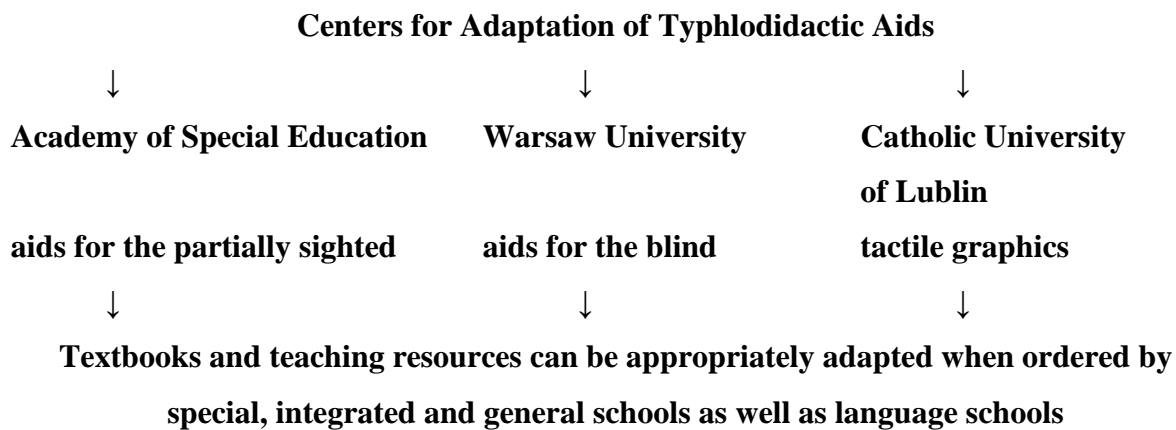 Centers for Adaptation of Typhlodidactic Aids
↓ ↓ ↓
Academy of Special Education Warsaw University Catholic University
of Lublin
aids for the partially sighted aids for the blind tactile graphics
↓ ↓ ↓
Textbooks and teaching resources can be appropriately adapted when ordered by
special, integrated and general schools as well as language schools